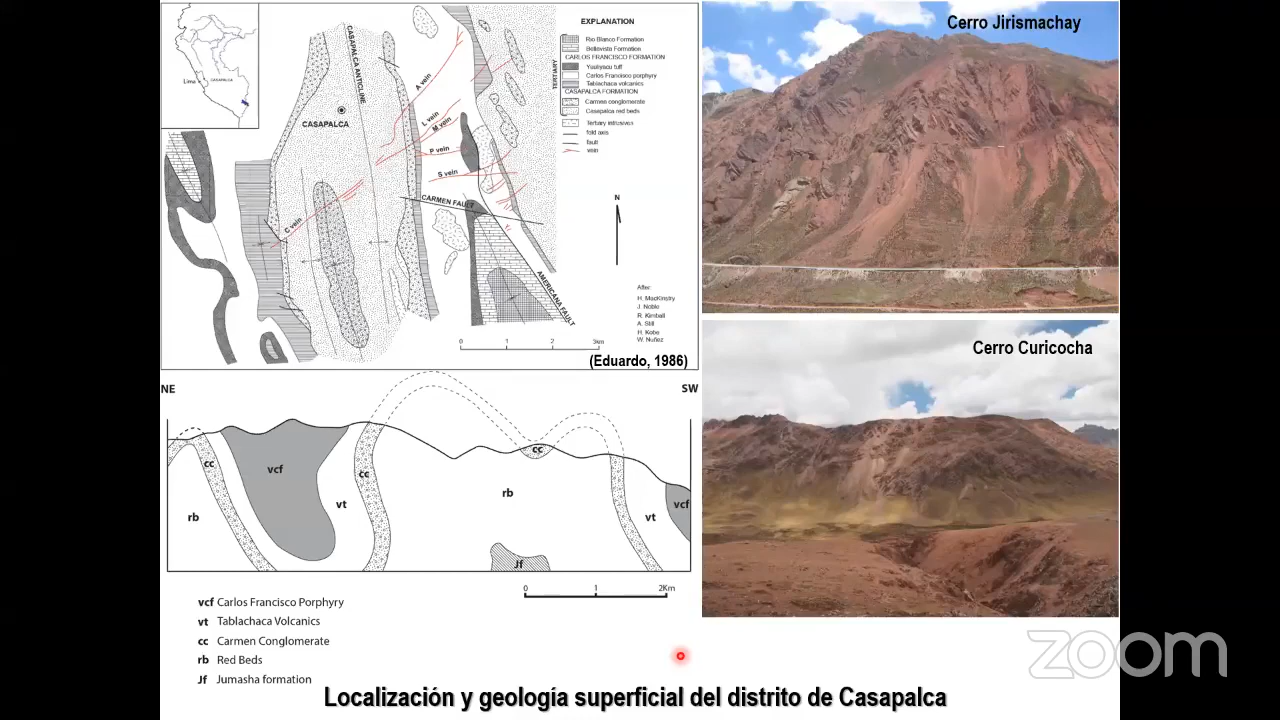 Lima
CASAPALCA
CASAPALCA ANTICLINE
CASAPALCA
A vein
L vein
M vein
P vein
S vein
C vein
CARMEN FAULT
AMERICANA FAULT
EXPLANATION
TERTIARY
Rio Blanco Formation
Bellavista Formation
CARLOS FRANCISCO FORMATION
Yauliyacu tuff
Carlos Francisco porphyry
Tablachaca volcanics
CASAPALCA FORMATION
Carmen conglomerate
Casapalca red beds
Tertiary intrusives
fold axis
fault
vein
N
After
H. MacKinstry
J. Noble
R. Kimball
A. Still
H. Kobe
W. Nuñez
0 1 2 3km
(Eduardo, 1986)
Cerro Jirismachay
Cerro Curicocha
NE
SW
cc
vcf
cc
cc
rb
vt
rb
vt
vcf
Jf
0 1 2Km
vcf Carlos Francisco Porphyry
vt Tablachaca Volcanics
cc Carmen Conglomerate
rb Red Beds
Jf Jumasha formation
Localización y geología superficial del distrito de Casapalca
zoom